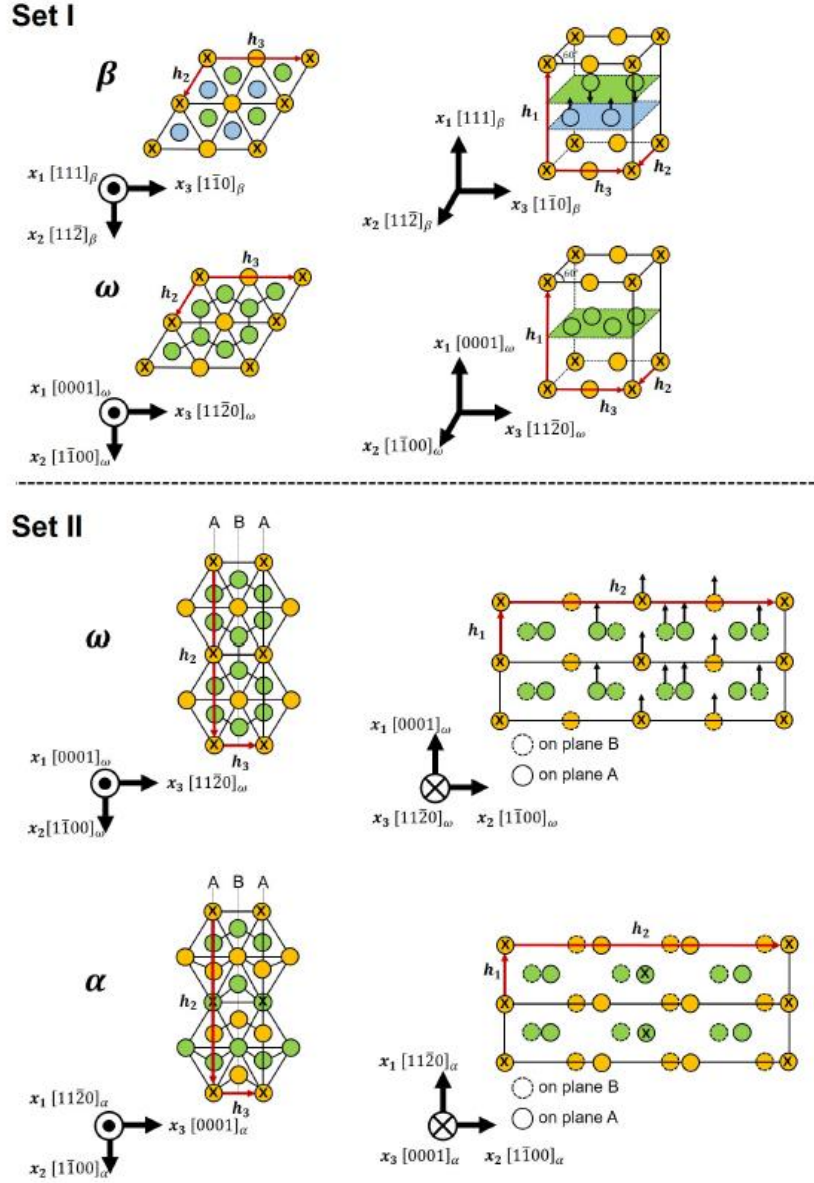 Set I
β
h₃
h₂
x₁ [111]β
x₃ [11̅0]β
x₂ [112̅]β
60°
h₁
h₂
h₃
x₁ [111]β
x₃ [11̅0]β
x₂ [112̅]β
ω
h₃
h₂
x₁ [0001]ω
x₃ [112̅0]ω
x₂ [11̅00]ω
60°
h₁
h₂
h₃
x₁ [0001]ω
x₃ [112̅0]ω
x₂ [11̅00]ω
Set II
A B A
ω
h₂
h₃
x₁ [0001]ω
x₃ [112̅0]ω
x₂[11̅00]ω
h₂
h₁
on plane B
on plane A
x₁ [0001]ω
x₃ [112̅0]ω x₂ [11̅00]ω
A B A
α
h₂
h₃
x₁ [112̅0]α
x₃ [0001]α
x₂ [11̅00]α
h₂
h₁
on plane B
on plane A
x₁ [112̅0]α
x₃ [0001]α x₂ [11̅00]α